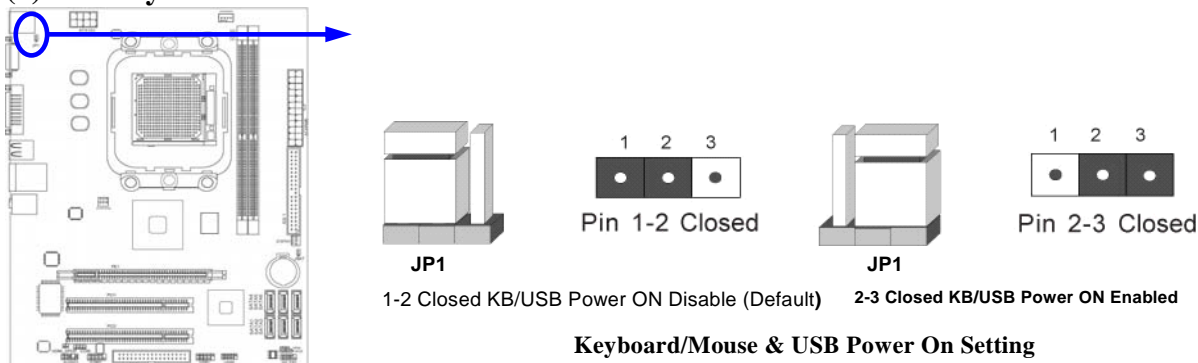 1 2 3
1 2 3
Pin 1-2 Closed
Pin 2-3 Closed
JP1
JP1
1-2 Closed KB/USB Power ON Disable (Default)
2-3 Closed KB/USB Power ON Enabled
Keyboard/Mouse & USB Power On Setting